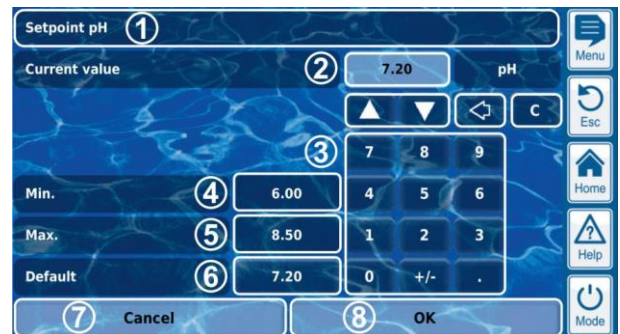 Setpoint pH ①
Current value ② 7.20 pH
C
③ 7 8 9
Min. ④ 6.00 4 5 6
Max. ⑤ 8.50 1 2 3
Default ⑥ 7.20 0 +/- .
⑦ Cancel ⑧ OK
Menu
Esc
Home
? Help
Mode